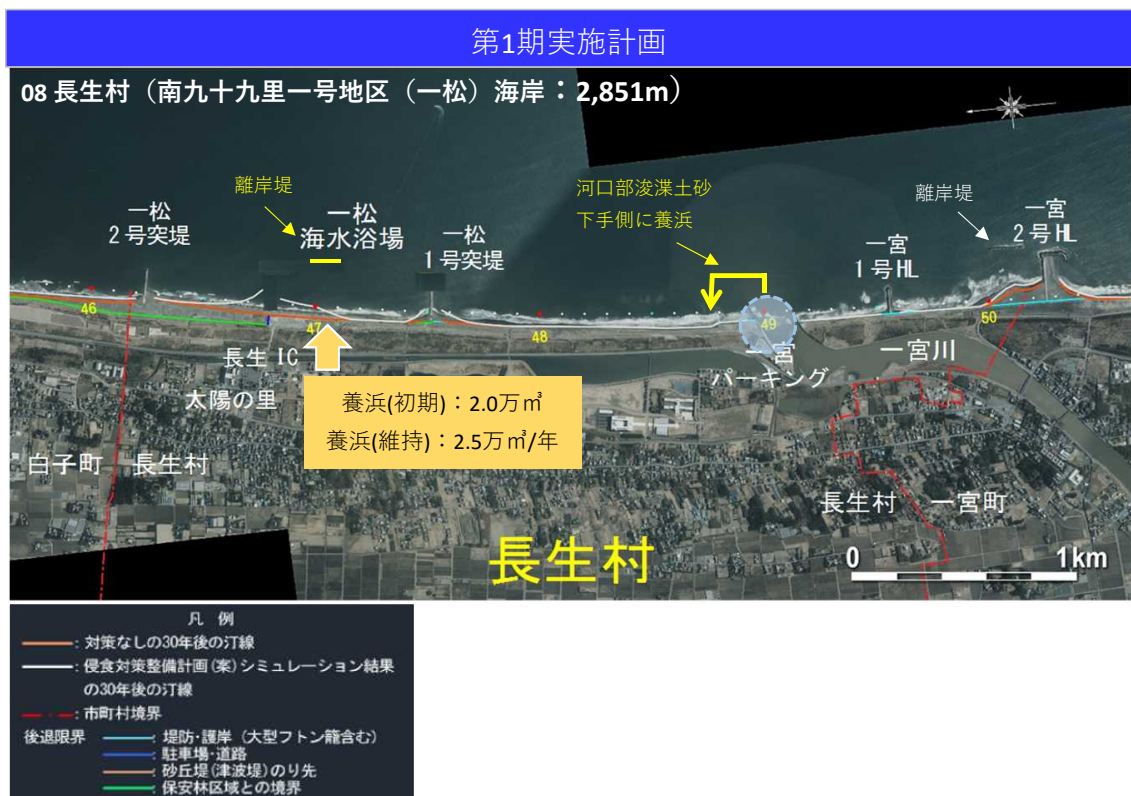 第1期実施計画
08 長生村（南九十九里一号地区（一松）海岸：2,851m）
離岸堤
一松
2号突堤
一松
海水浴場
一松
1号突堤
河口部浚渫土砂
下手側に養浜
離岸堤
一宮
1号HL
一宮
2号HL
46
47
48
49
50
長生IC
太陽の里
一宮
パーキング
一宮川
養浜(初期)：2.0万㎥
養浜(維持)：2.5万㎥/年
白子町
長生村
長生村
一宮町
長生村
0
1km
凡 例
：対策なしの30年後の汀線
：侵食対策整備計画(案)シミュレーション結果
の30年後の汀線
：市町村境界
後退限界
：堤防・護岸（大型フトン籠含む）
：駐車場・道路
：砂丘堤(津波堤)のり先
：保安林区域との境界